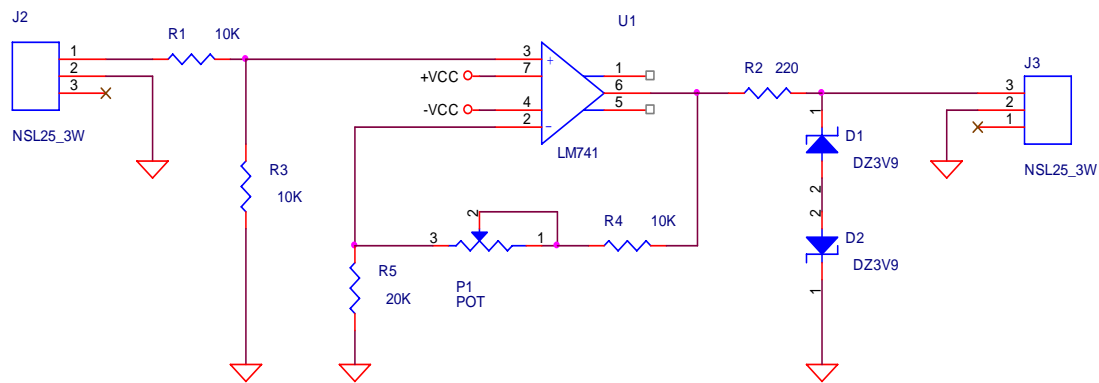 J2
1
2
3
NSL25_3W
R1 10K
R3
10K
U1
+VCC
-VCC
3
7
4
2
+
-
1
6
5
LM741
R2 220
J3
3
2
1
NSL25_3W
1
D1
DZ3V9
2
2
D2
DZ3V9
1
R4 10K
3
2
1
P1
POT
R5
20K